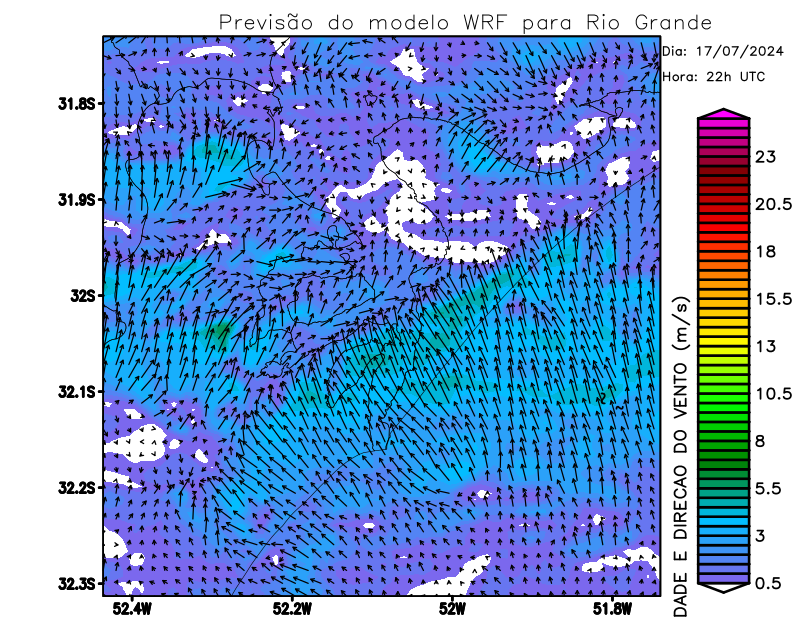 Previsão do modelo WRF para Rio Grande
Dia: 17/07/2024
Hora: 22h UTC
31.8S
31.9S
32S
32.1S
32.2S
32.3S
52.4W
52.2W
52W
51.8W
23
20.5
18
15.5
13
10.5
8
5.5
3
0.5
DADE E DIRECAO DO VENTO (m/s)